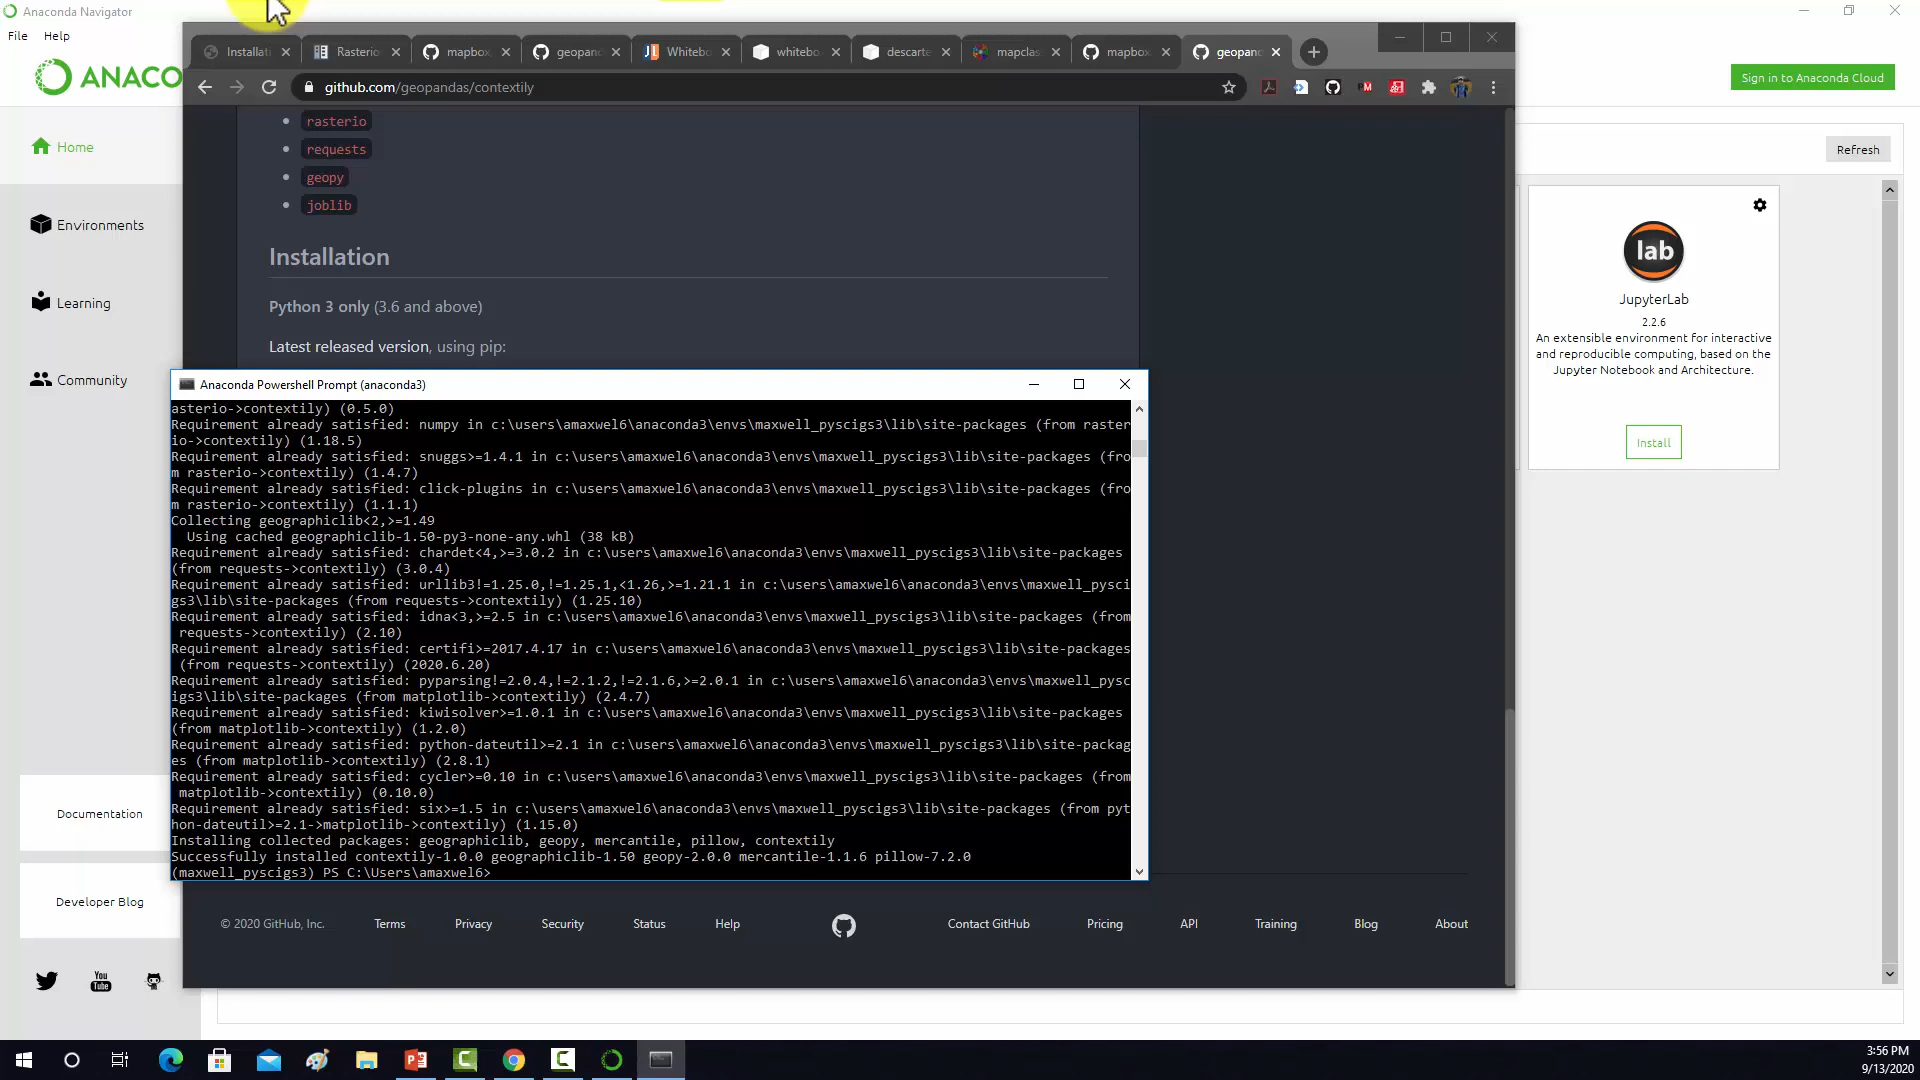 Anaconda Navigator
File Help
ANACO
Sign in to Anaconda Cloud
Home
Environments
Learning
Community
Documentation
Developer Blog
You
Tube
Refresh
lab
JupyterLab
2.2.6
An extensible environment for interactive
and reproducible computing, based on the
Jupyter Notebook and Architecture.
Install
Installati Rasterio mapbox geopan Whitebo whitebo descarte mapclas mapbox geopan
github.com/geopandas/contextily
rasterio
requests
geopy
joblib
Installation
Python 3 only (3.6 and above)
Latest released version, using pip:
Anaconda Powershell Prompt (anaconda3)
asterio->contextily) (0.5.0)
Requirement already satisfied: numpy in c:\users\amaxwel6\anaconda3\envs\maxwell_pyscigs3\lib\site-packages (from raster
io->contextily) (1.18.5)
Requirement already satisfied: snuggs>=1.4.1 in c:\users\amaxwel6\anaconda3\envs\maxwell_pyscigs3\lib\site-packages (fro
m rasterio->contextily) (1.4.7)
Requirement already satisfied: click-plugins in c:\users\amaxwel6\anaconda3\envs\maxwell_pyscigs3\lib\site-packages (fro
m rasterio->contextily) (1.1.1)
Collecting geographiclib<2,>=1.49
Using cached geographiclib-1.50-py3-none-any.whl (38 kB)
Requirement already satisfied: chardet<4,>=3.0.2 in c:\users\amaxwel6\anaconda3\envs\maxwell_pyscigs3\lib\site-packages
(from requests->contextily) (3.0.4)
Requirement already satisfied: urllib3!=1.25.0,!=1.25.1,<1.26,>=1.21.1 in c:\users\amaxwel6\anaconda3\envs\maxwell_pysci
gs3\lib\site-packages (from requests->contextily) (1.25.10)
Requirement already satisfied: idna<3,>=2.5 in c:\users\amaxwel6\anaconda3\envs\maxwell_pyscigs3\lib\site-packages (from
requests->contextily) (2.10)
Requirement already satisfied: certifi>=2017.4.17 in c:\users\amaxwel6\anaconda3\envs\maxwell_pyscigs3\lib\site-packages
(from requests->contextily) (2020.6.20)
Requirement already satisfied: pyparsing!=2.0.4,!=2.1.2,!=2.1.6,>=2.0.1 in c:\users\amaxwel6\anaconda3\envs\maxwell_pysc
igs3\lib\site-packages (from matplotlib->contextily) (2.4.7)
Requirement already satisfied: kiwisolver>=1.0.1 in c:\users\amaxwel6\anaconda3\envs\maxwell_pyscigs3\lib\site-packages
(from matplotlib->contextily) (1.2.0)
Requirement already satisfied: python-dateutil>=2.1 in c:\users\amaxwel6\anaconda3\envs\maxwell_pyscigs3\lib\site-packag
es (from matplotlib->contextily) (2.8.1)
Requirement already satisfied: cycler>=0.10 in c:\users\amaxwel6\anaconda3\envs\maxwell_pyscigs3\lib\site-packages (from
matplotlib->contextily) (0.10.0)
Requirement already satisfied: six>=1.5 in c:\users\amaxwel6\anaconda3\envs\maxwell_pyscigs3\lib\site-packages (from pyt
hon-dateutil>=2.1->matplotlib->contextily) (1.15.0)
Installing collected packages: geographiclib, geopy, mercantile, pillow, contextily
Successfully installed contextily-1.0.0 geographiclib-1.50 geopy-2.0.0 mercantile-1.1.6 pillow-7.2.0
(maxwell_pyscigs3) PS C:\Users\amaxwel6>
© 2020 GitHub, Inc. Terms Privacy Security Status Help Contact GitHub Pricing API Training Blog About
3:56 PM
9/13/2020